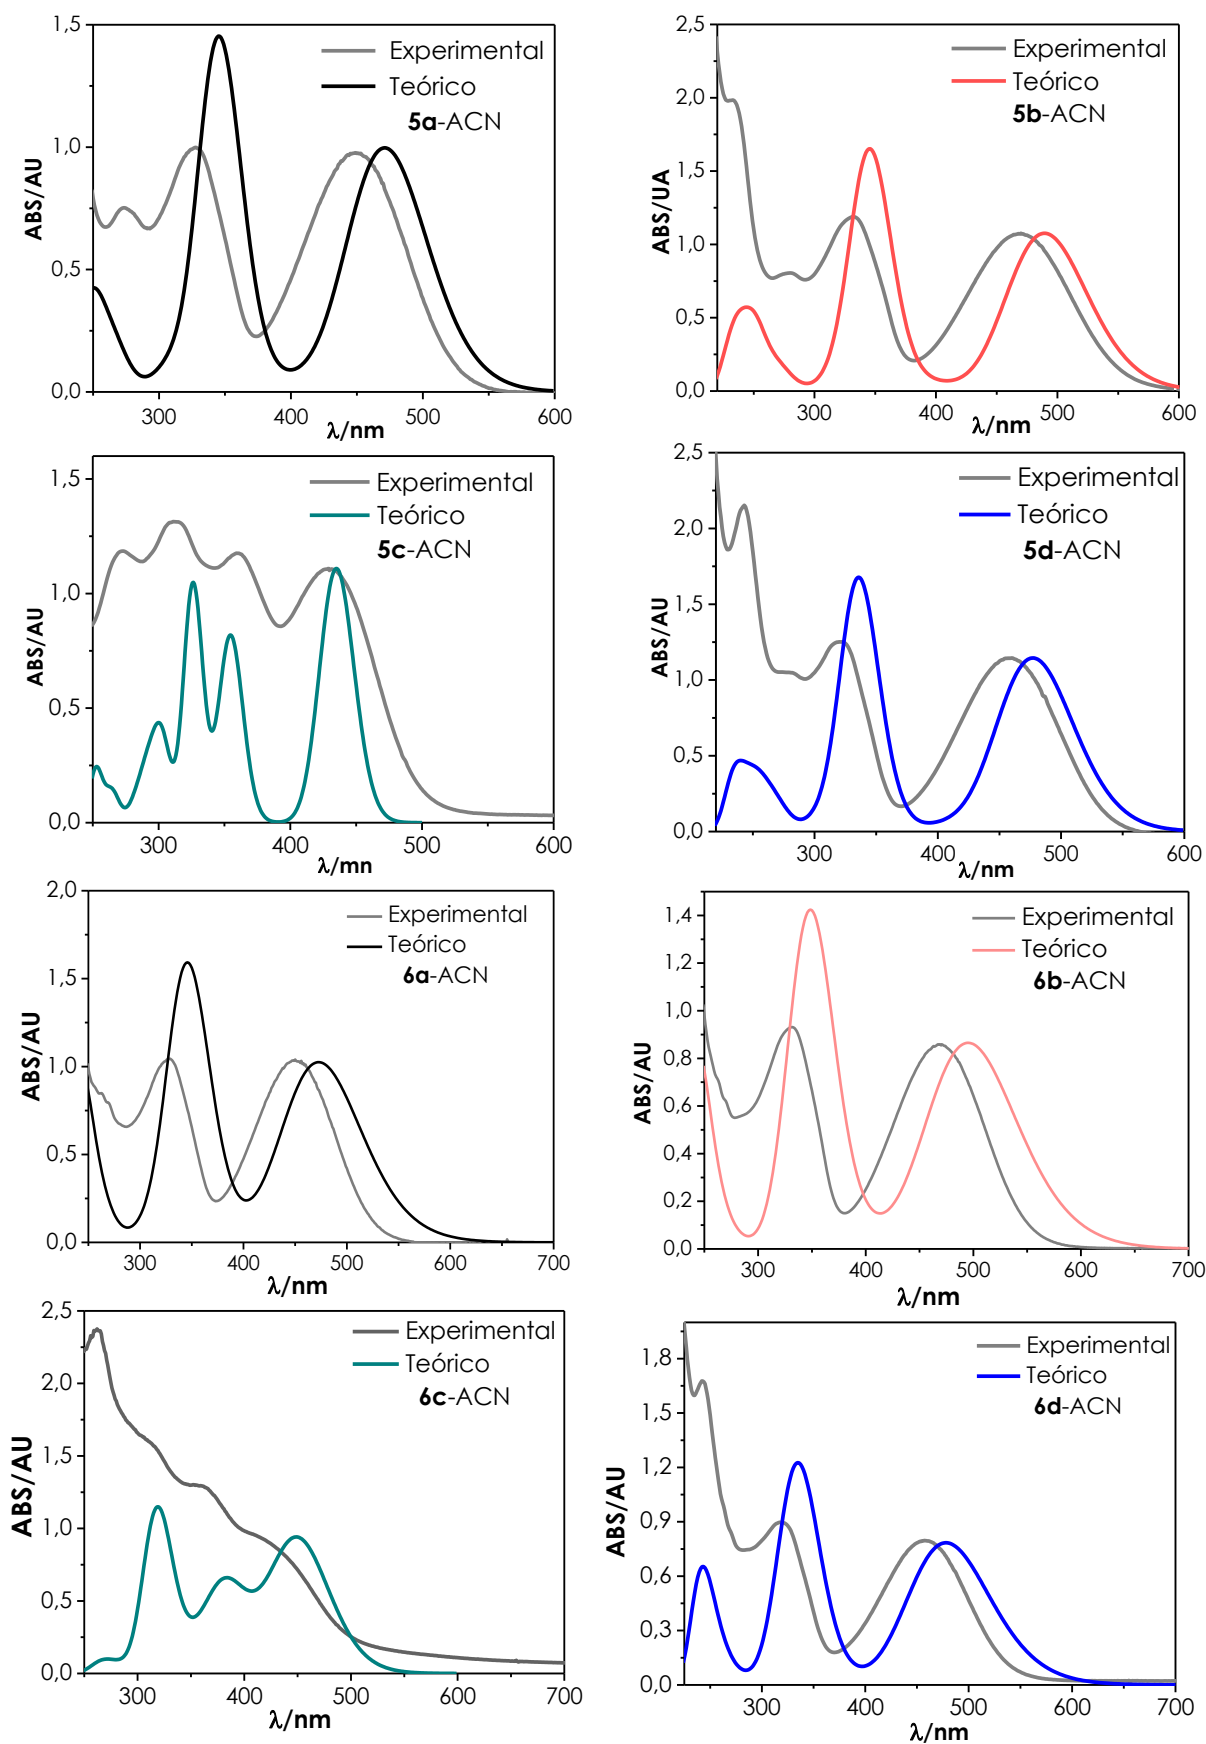 1,5
Experimental
Teórico
5a-ACN
1,0
0,5
0,0
ABS/AU
300 400 500 600
λ/nm
2,5
Experimental
Teórico
5b-ACN
2,0
1,5
1,0
0,5
0,0
ABS/UA
300 400 500 600
λ/nm
1,5
Experimental
Teórico
5c-ACN
1,0
0,5
0,0
ABS/AU
300 400 500 600
λ/mn
2,5
Experimental
Teórico
5d-ACN
2,0
1,5
1,0
0,5
0,0
ABS/AU
300 400 500 600
λ/nm
2,0
Experimental
Teórico
6a-ACN
1,5
1,0
0,5
0,0
ABS/AU
300 400 500 600 700
λ/nm
1,4
Experimental
Teórico
6b-ACN
1,2
1,0
0,8
0,6
0,4
0,2
0,0
ABS/AU
300 400 500 600 700
λ/nm
2,5
Experimental
Teórico
6c-ACN
2,0
1,5
1,0
0,5
0,0
ABS/AU
300 400 500 600 700
λ/nm
1,8
Experimental
Teórico
6d-ACN
1,5
1,2
0,9
0,6
0,3
0,0
ABS/AU
300 400 500 600 700
λ/nm